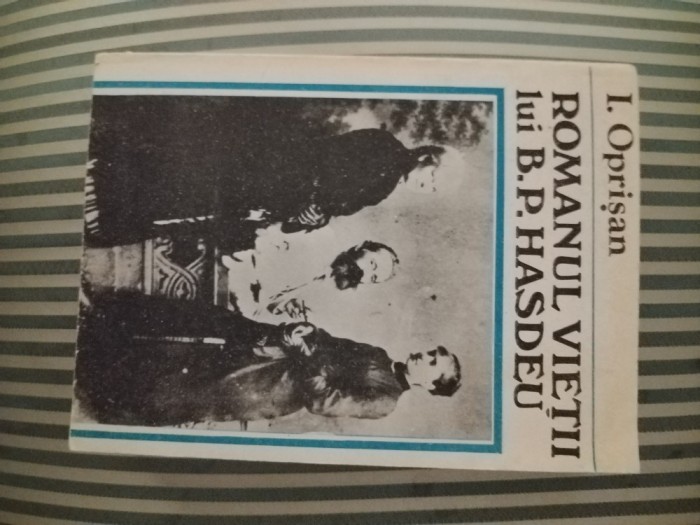 I. Oprișan
ROMANUL VIEȚII
lui B.P. HASDEU